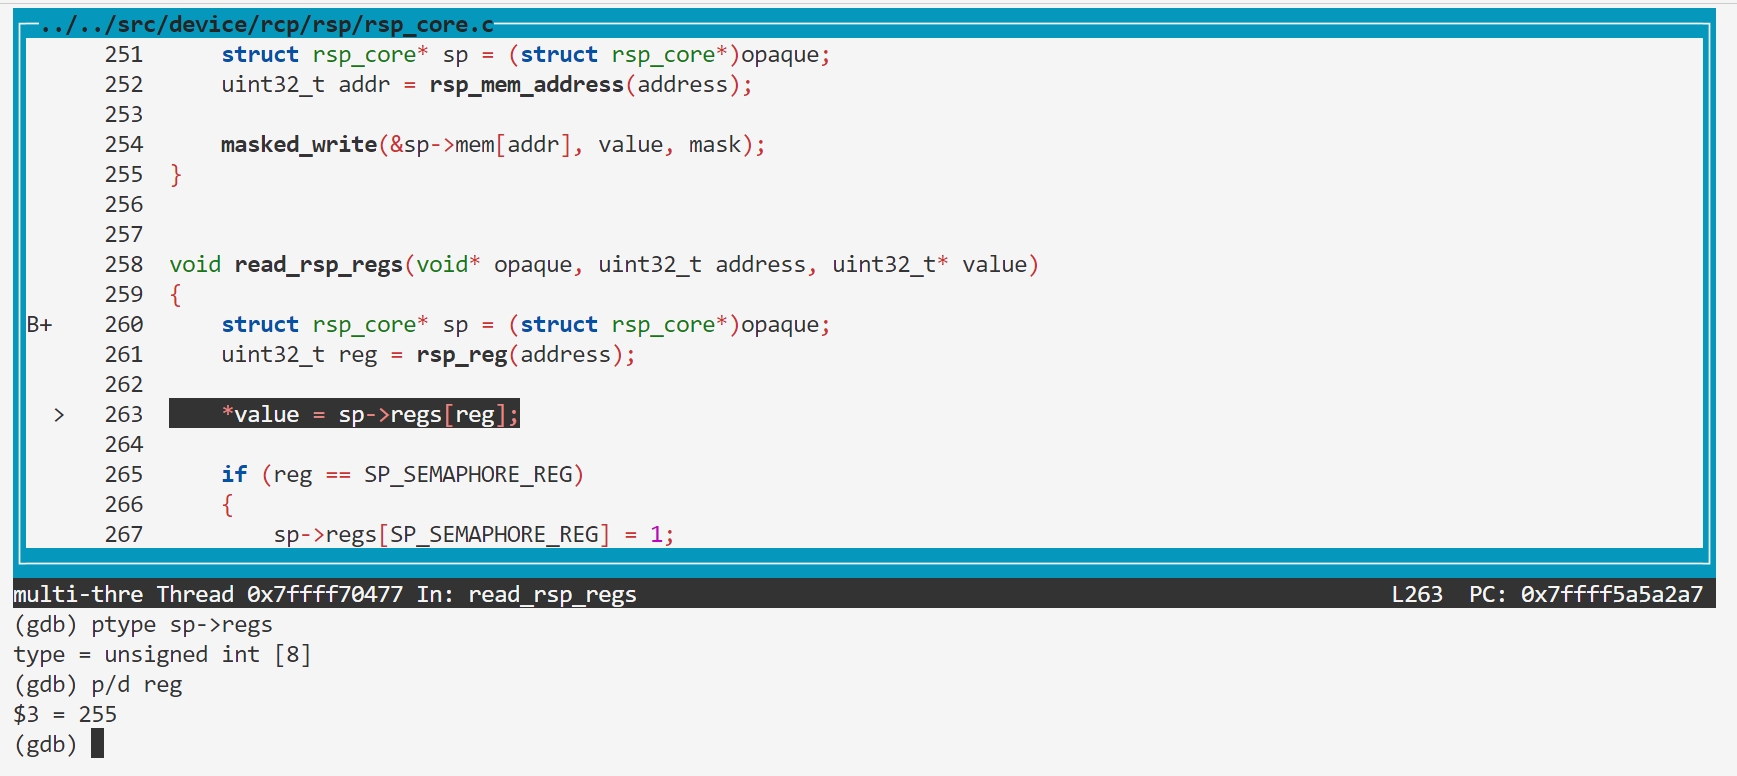 ../../src/device/rcp/rsp/rsp_core.c
251 struct rsp_core* sp = (struct rsp_core*)opaque;
252 uint32_t addr = rsp_mem_address(address);
253
254 masked_write(&sp->mem[addr], value, mask);
255 }
256
257
258 void read_rsp_regs(void* opaque, uint32_t address, uint32_t* value)
259 {
B+ 260 struct rsp_core* sp = (struct rsp_core*)opaque;
261 uint32_t reg = rsp_reg(address);
262
> 263 *value = sp->regs[reg];
264
265 if (reg == SP_SEMAPHORE_REG)
266 {
267 sp->regs[SP_SEMAPHORE_REG] = 1;
multi-thre Thread 0x7ffff70477 In: read_rsp_regs L263 PC: 0x7ffff5a5a2a7
(gdb) ptype sp->regs
type = unsigned int [8]
(gdb) p/d reg
$3 = 255
(gdb)